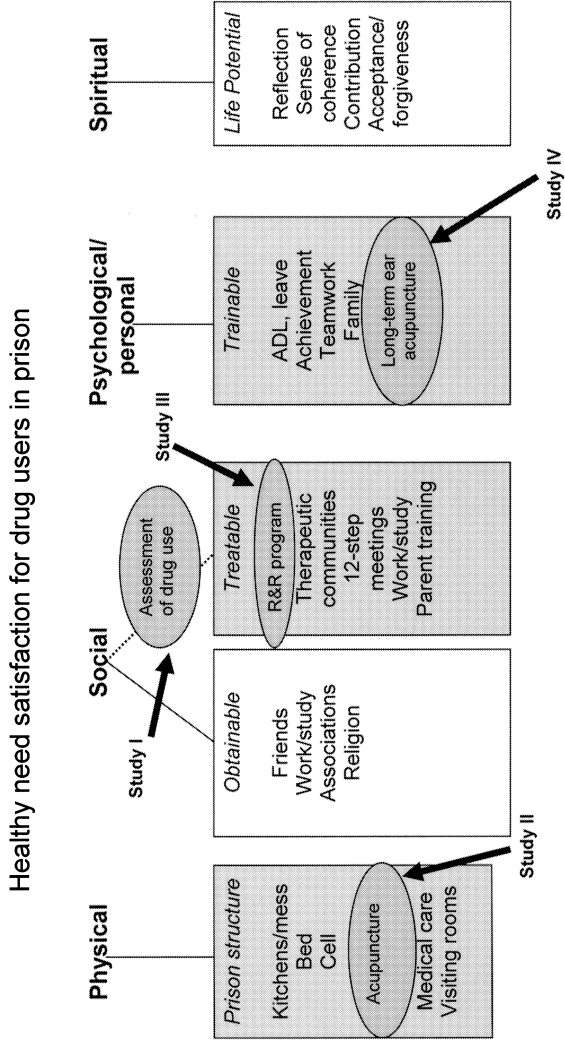 Healthy need satisfaction for drug users in prison
Physical
Prison structure
Kitchens/mess
Bed
Cell
Acupuncture
Medical care
Visiting rooms
Study II
Social
Study I
Obtainable
Friends
Work/study
Associations
Religion
Assessment
of drug use
Study III
Treatable
R&R program
Therapeutic
communities
12-step
meetings
Work/study
Parent training
Psychological/
personal
Trainable
ADL, leave
Achievement
Teamwork
Family
Long-term ear
acupuncture
Study IV
Spiritual
Life Potential
Reflection
Sense of
coherence
Contribution
Acceptance/
forgiveness